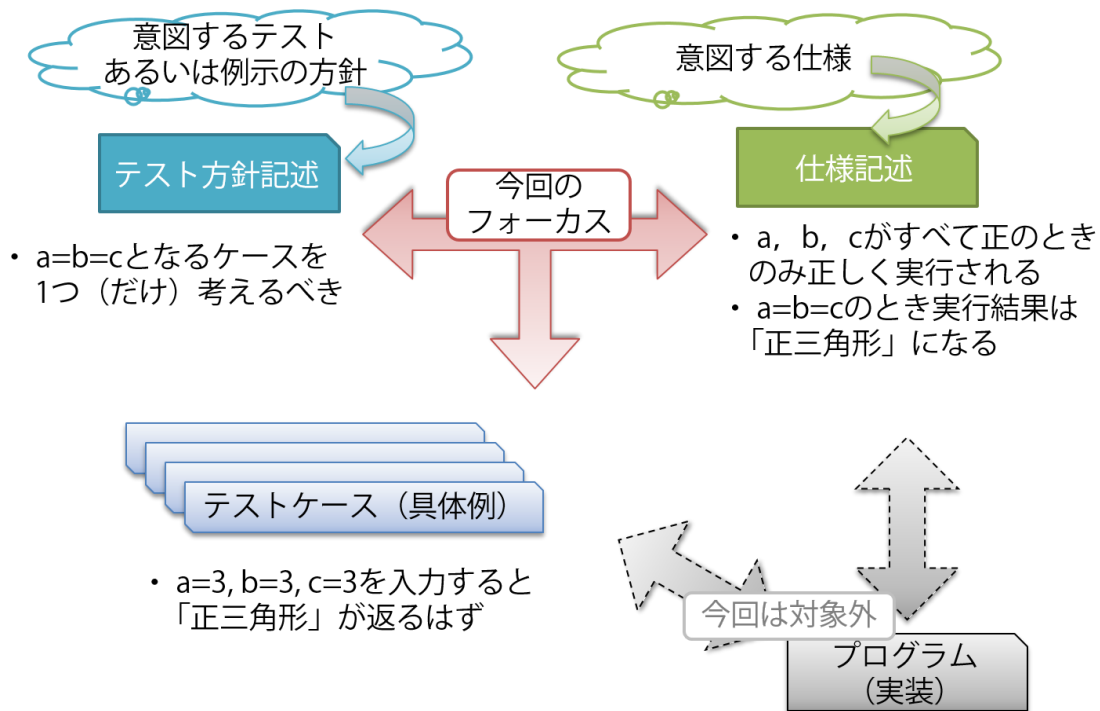 意図するテスト
あるいは例示の方針
意図する仕様
テスト方針記述
仕様記述
今回の
フォーカス
・ a=b=cとなるケースを
1つ（だけ）考えるべき
・ a，b，cがすべて正のとき
のみ正しく実行される
・ a=b=cのとき実行結果は
「正三角形」になる
テストケース（具体例）
・ a=3, b=3, c=3を入力すると
「正三角形」が返るはず
今回は対象外
プログラム
（実装）